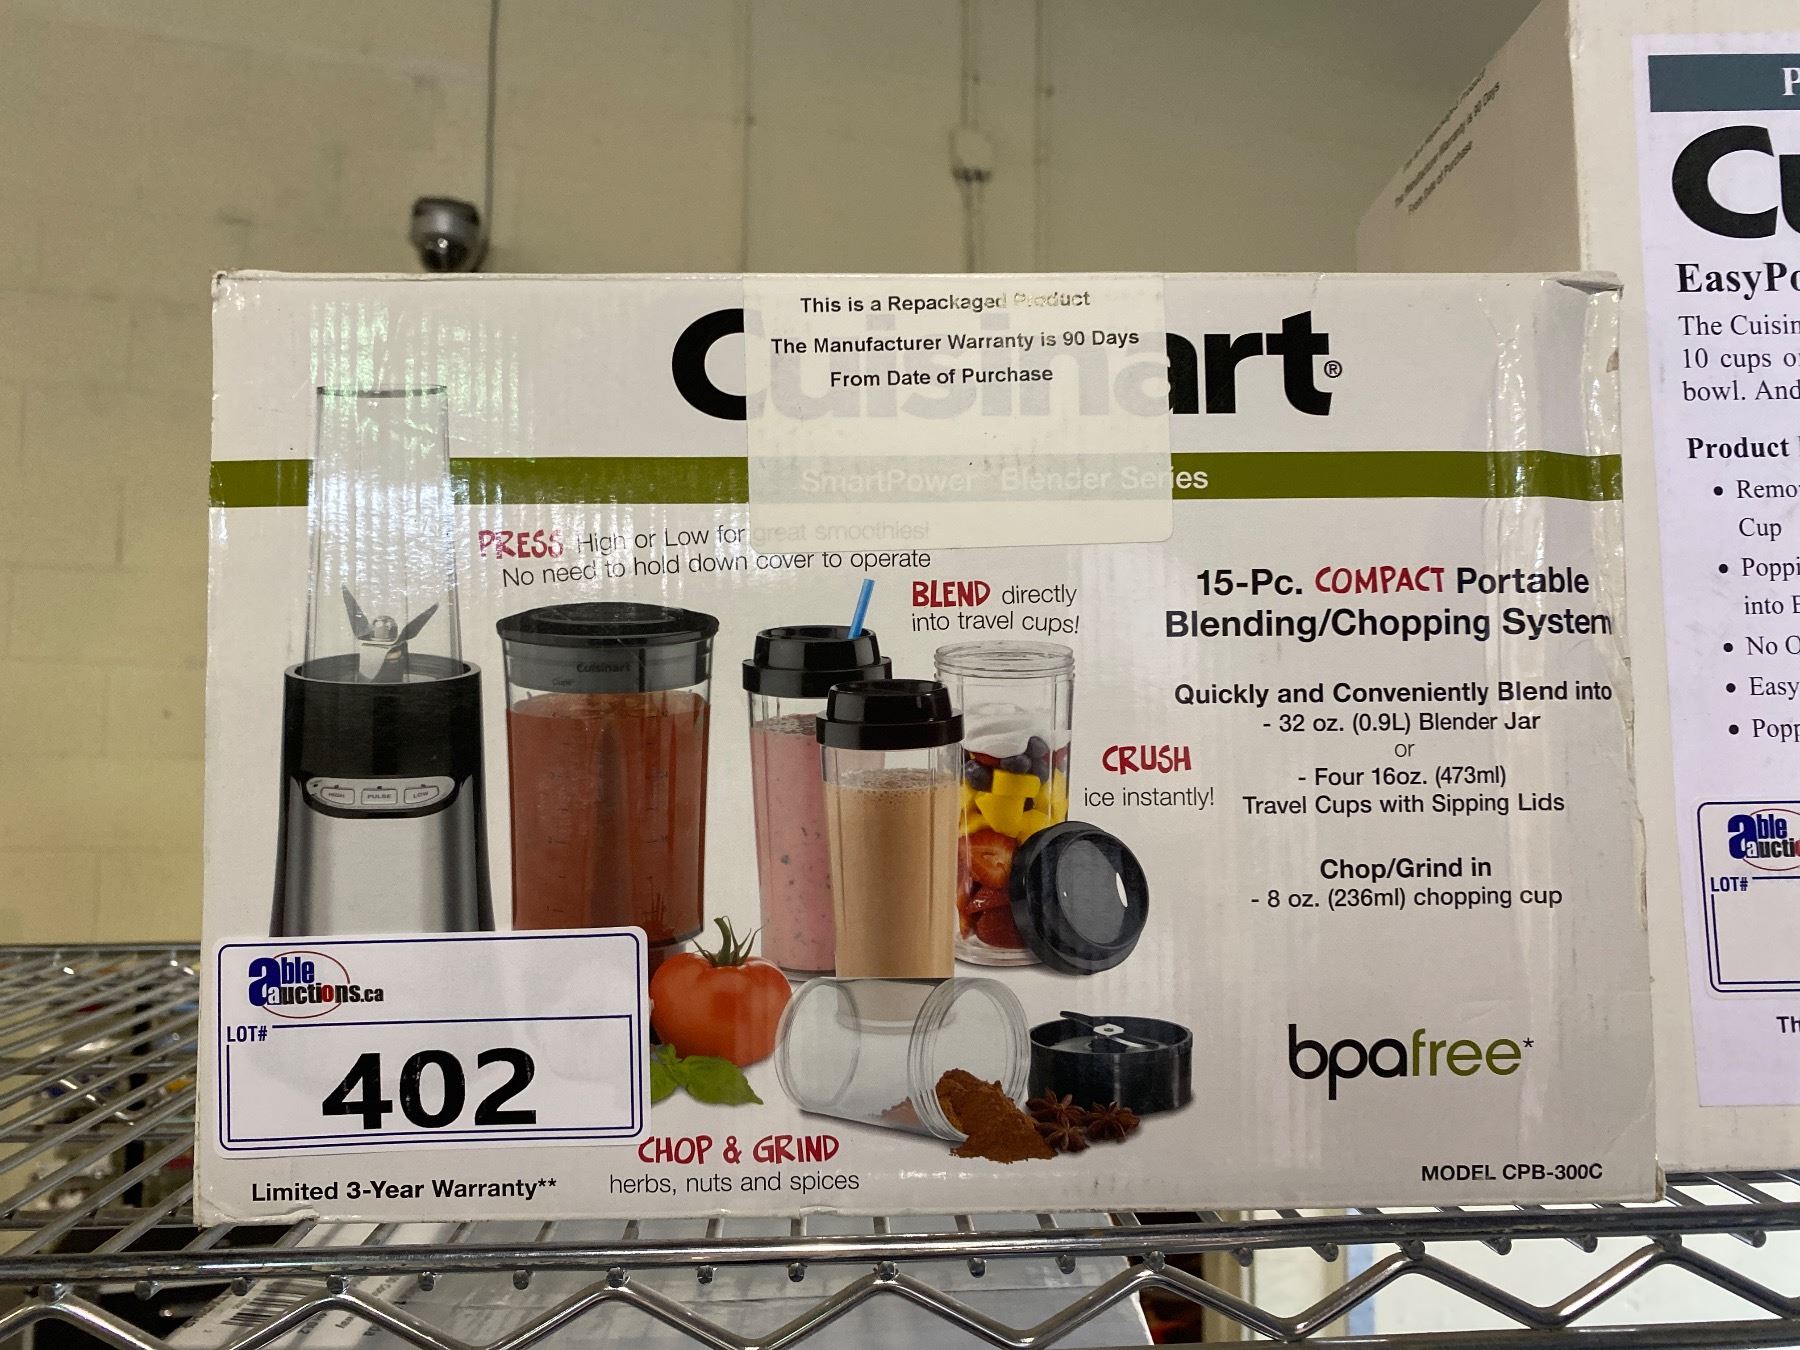 This is a Repackaged Product
The Manufacturer Warranty is 90 Days
From Date of Purchase
Cuisinart®
SmartPower Blender Series
PRESS High or Low for great smoothies!
No need to hold down cover to operate
BLEND directly
into travel cups!
15-Pc. COMPACT Portable
Blending/Chopping System
Quickly and Conveniently Blend into
- 32 oz. (0.9L) Blender Jar
or
- Four 16oz. (473ml)
Travel Cups with Sipping Lids
CRUSH
ice instantly!
Chop/Grind in
- 8 oz. (236ml) chopping cup
Cuisinart
Cups
HIGH PULSE LOW
able
auctions.ca
LOT#
402
bpafree*
CHOP & GRIND
herbs, nuts and spices
Limited 3-Year Warranty**
MODEL CPB-300C
P
Cu
EasyPo
The Cuisin
10 cups o
bowl. And
Product
• Remo
Cup
• Poppi
into
• No O
• Easy
• Popp
able
aucti
LOT#
Th